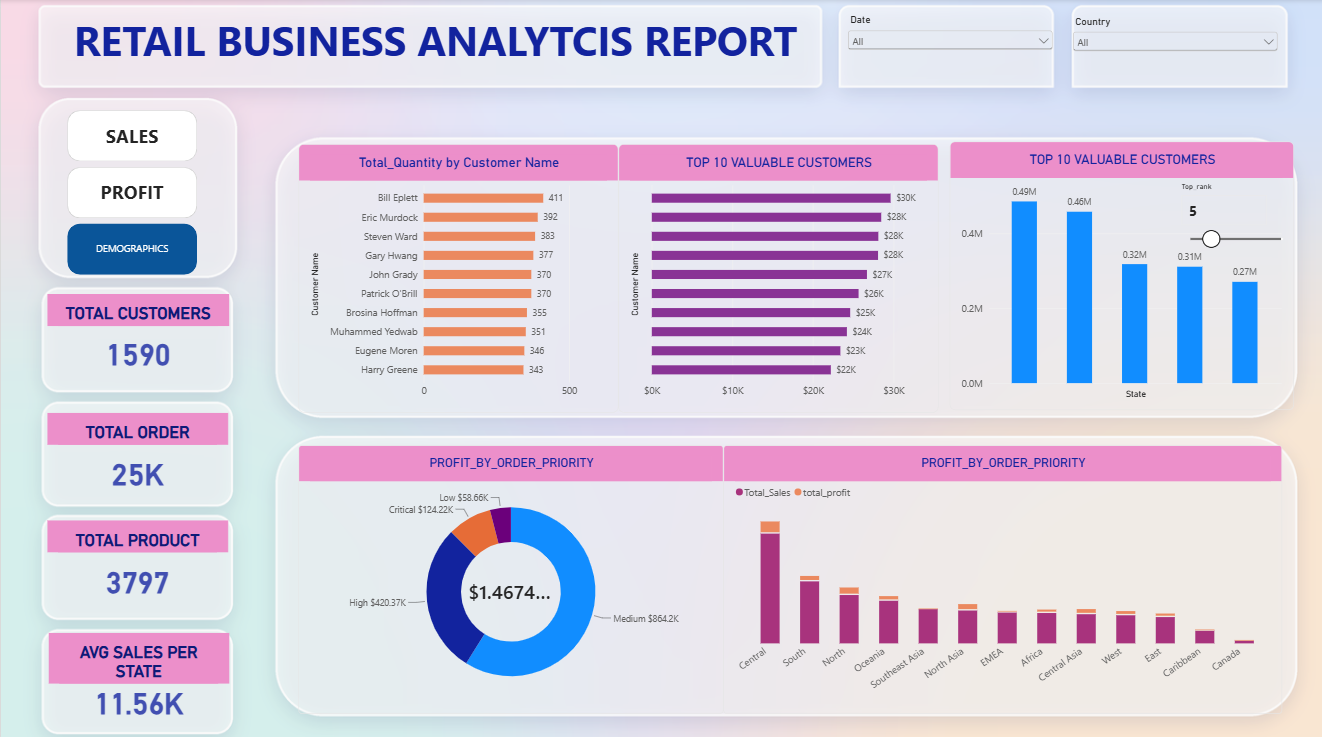 RETAIL BUSINESS ANALYTCIS REPORT
Date
All
Country
All
SALES
PROFIT
DEMOGRAPHICS
TOTAL CUSTOMERS
1590
TOTAL ORDER
25K
TOTAL PRODUCT
3797
AVG SALES PER
STATE
11.56K
Total_Quantity by Customer Name
Customer Name
Bill Eplett 411
Eric Murdock 392
Steven Ward 383
Gary Hwang 377
John Grady 370
Patrick O'Brill 370
Brosina Hoffman 355
Muhammed Yedwab 351
Eugene Moren 346
Harry Greene 343
0 500
TOP 10 VALUABLE CUSTOMERS
Customer Name
$30K
$28K
$28K
$28K
$27K
$26K
$25K
$24K
$23K
$22K
$0K $10K $20K $30K
TOP 10 VALUABLE CUSTOMERS
Top_rank
5
0.49M 0.46M 0.32M 0.31M 0.27M
0.4M
0.2M
0.0M
State
PROFIT_BY_ORDER_PRIORITY
Low $58.66K
Critical $124.22K
High $420.37K
$1.4674...
Medium $864.2K
PROFIT_BY_ORDER_PRIORITY
Total_Sales total_profit
Central South North Oceania Southeast Asia North Asia EMEA Africa Central Asia West East Caribbean Canada